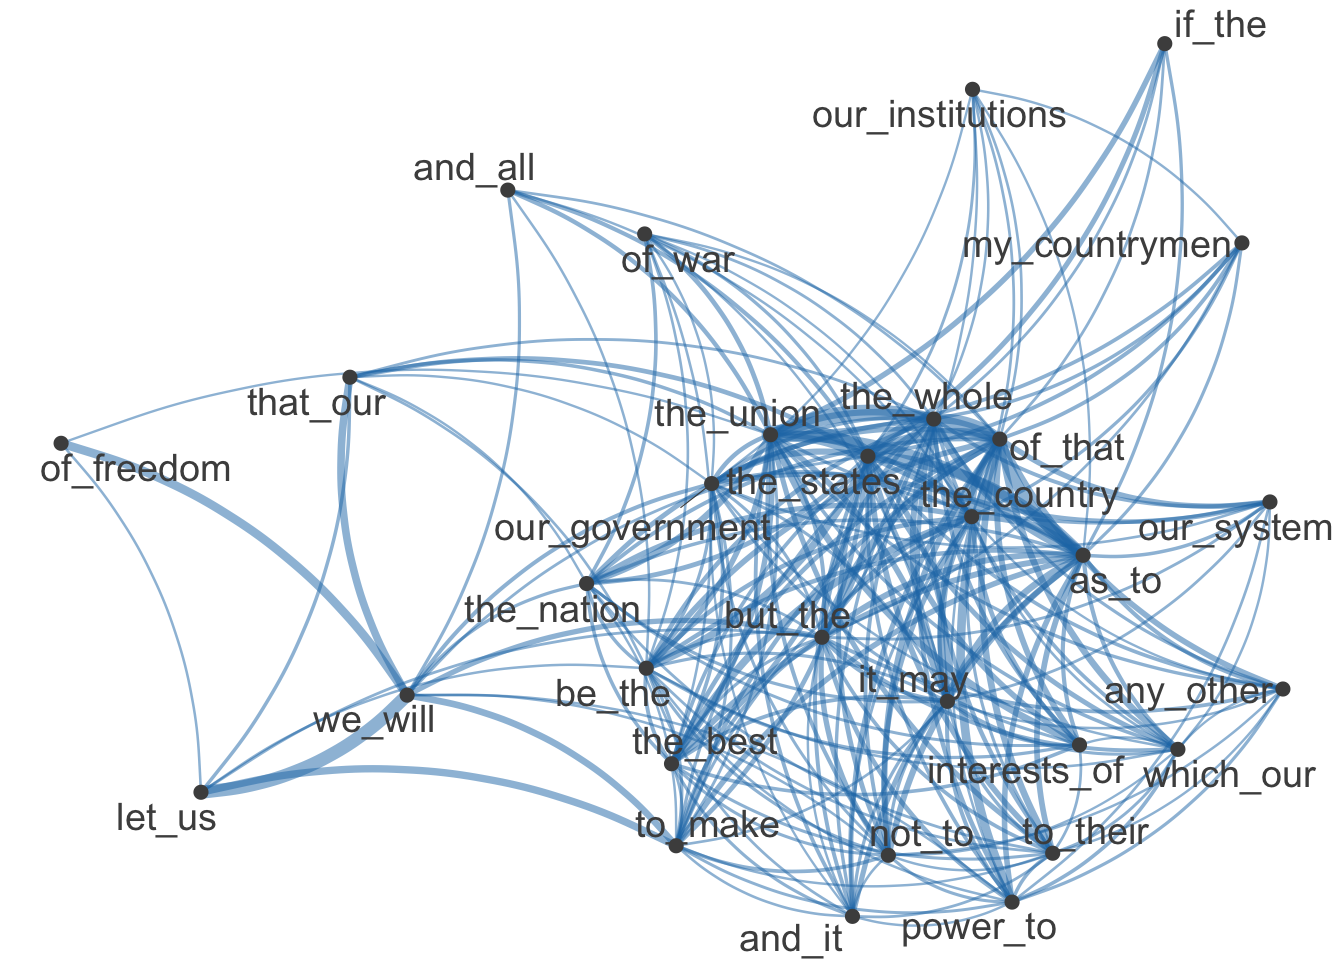 if_the
our_institutions
and_all
my_countrymen
of_war
that_our
the_whole
the_union
of_that
of_freedom
the_states
the_country
our_government
our_system
as_to
the_nation
but_the
it_may
be_the
any_other
we_will
the_best
interests_of
which_our
let_us
to_make
not_to
to_their
power_to
and_it